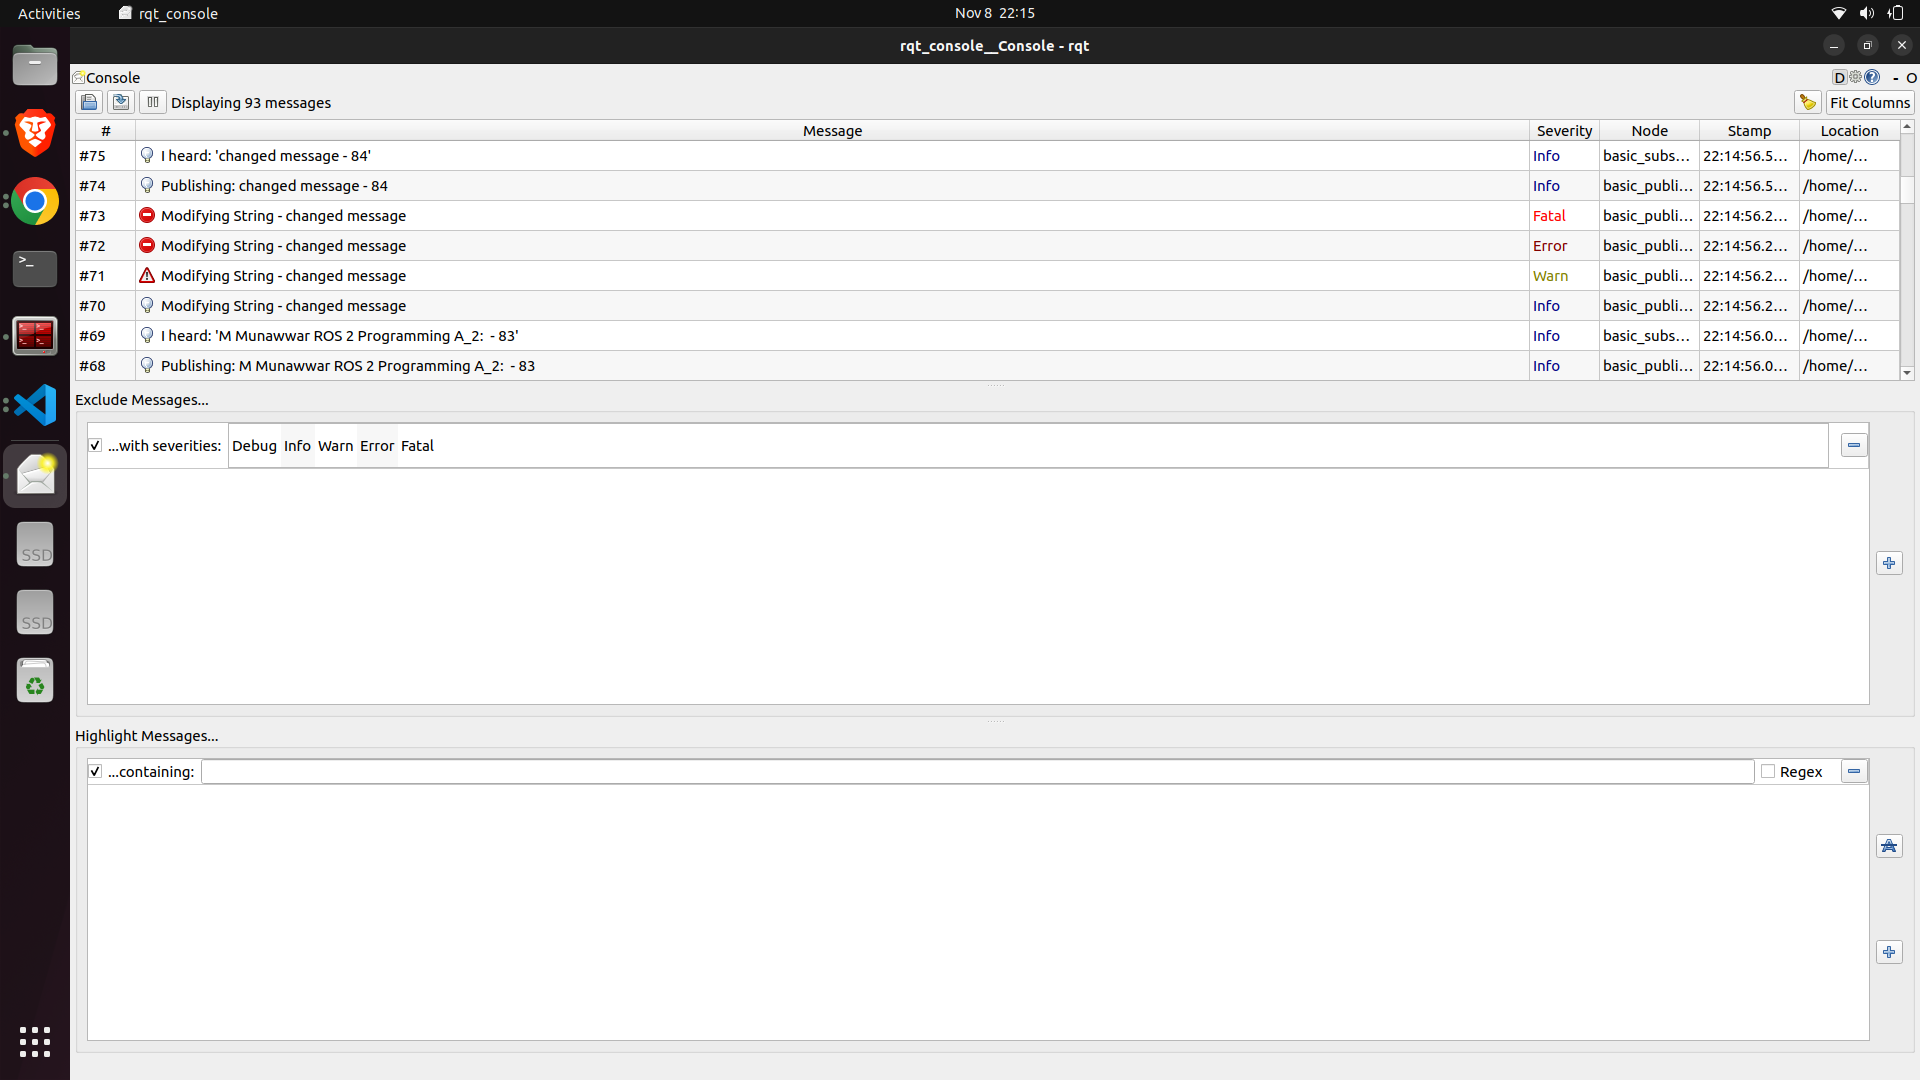 Activities rqt_console Nov 8 22:15
rqt_console__Console - rqt
Console D - O
Displaying 93 messages Fit Columns
# Message Severity Node Stamp Location
#75 I heard: 'changed message - 84' Info basic_subs... 22:14:56.5... /home/...
#74 Publishing: changed message - 84 Info basic_publi... 22:14:56.5... /home/...
#73 Modifying String - changed message Fatal basic_publi... 22:14:56.2... /home/...
#72 Modifying String - changed message Error basic_publi... 22:14:56.2... /home/...
#71 Modifying String - changed message Warn basic_publi... 22:14:56.2... /home/...
#70 Modifying String - changed message Info basic_publi... 22:14:56.2... /home/...
#69 I heard: 'M Munawwar ROS 2 Programming A_2:  - 83' Info basic_subs... 22:14:56.0... /home/...
#68 Publishing: M Munawwar ROS 2 Programming A_2:  - 83 Info basic_publi... 22:14:56.0... /home/...
Exclude Messages...
...with severities: Debug Info Warn Error Fatal
SSD
SSD
Highlight Messages...
...containing: Regex